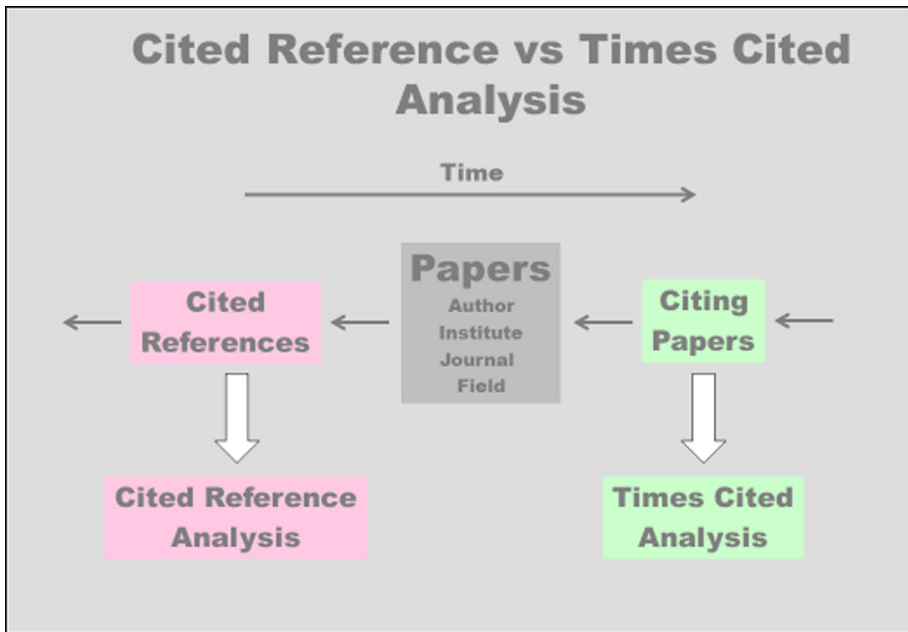 Cited Reference vs Times Cited
Analysis
Time
Papers
Author
Institute
Journal
Field
Cited
References
Citing
Papers
Cited Reference
Analysis
Times Cited
Analysis